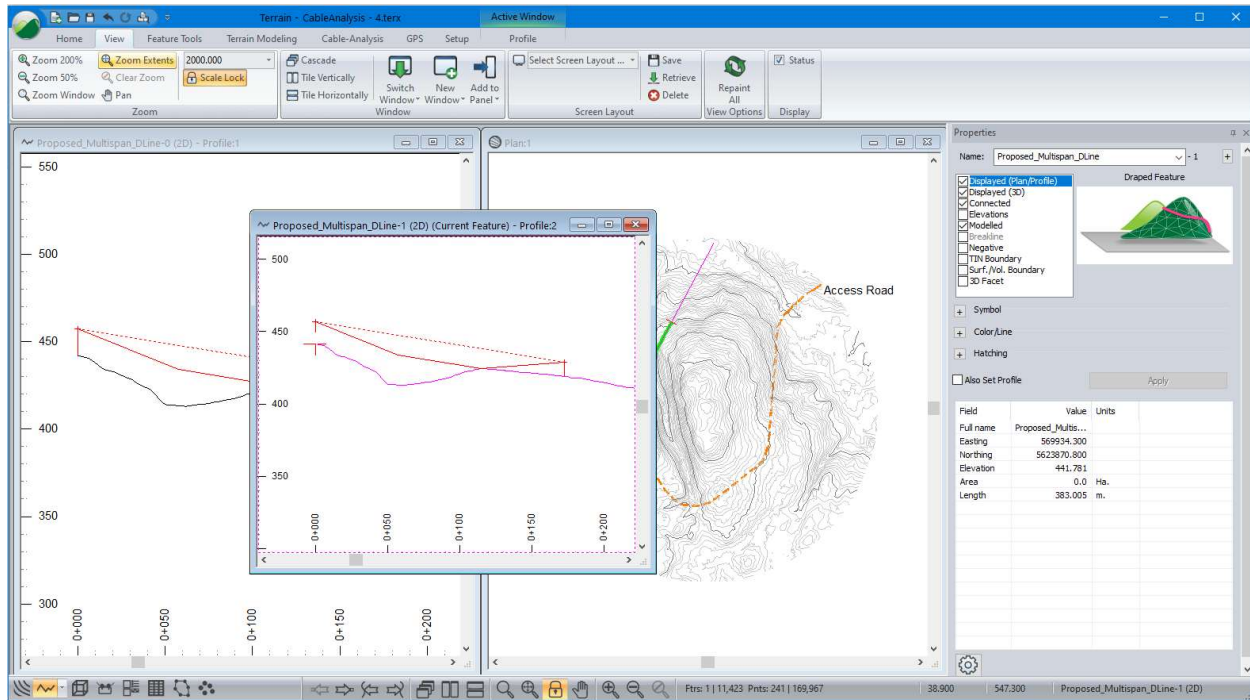 Terrain - CableAnalysis - 4.terx
Active Window
Home View Feature Tools Terrain Modeling Cable-Analysis GPS Setup Profile
Zoom 200%
Zoom 50%
Zoom Window
Zoom Extents
Clear Zoom
Pan
2000.000
Scale Lock
Zoom
Cascade
Tile Vertically
Tile Horizontally
Switch
Window
New
Window
Add to
Panel
Window
Select Screen Layout ...
Save
Retrieve
Delete
Screen Layout
Repaint
All
View Options
Status
Display
Proposed_Multispan_DLine-0 (2D) - Profile:1
550
500
450
400
350
300
0+000
0+050
0+100
0+150
0+200
Proposed_Multispan_DLine-1 (2D) (Current Feature) - Profile:2
500
450
400
350
0+000
0+050
0+100
0+150
0+200
Plan:1
Access Road
Properties
Name: Proposed_Multispan_DLine - 1
Displayed (Plan/Profile)
Displayed (3D)
Connected
Elevations
Modelled
Breakline
Negative
TIN Boundary
Surf./Vol. Boundary
3D Facet
Draped Feature
Symbol
Color/Line
Hatching
Also Set Profile
Apply
Field Value Units
Full name Proposed_Multis...
Easting 569934.300
Northing 5623870.800
Elevation 441.781
Area 0.0 Ha.
Length 383.005 m.
Ftrs: 1 | 11,423 Pnts: 241 | 169,967
38.900
547.300
Proposed_Multispan_DLine-1 (2D)